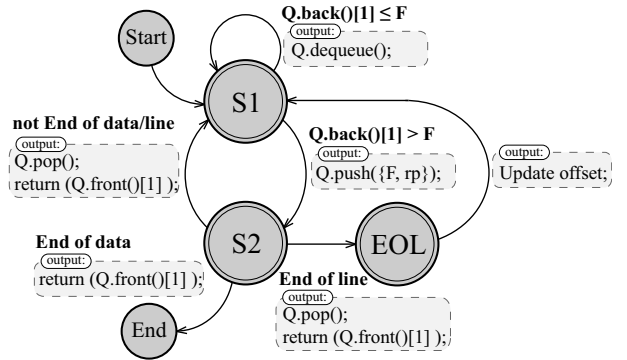 Q.back()[1] ≤ F
output:
Q.dequeue();
Start
S1
not End of data/line
output:
Q.pop();
return (Q.front()[1] );
Q.back()[1] > F
output:
Q.push({F, rp});
output:
Update offset;
S2
EOL
End of data
output:
return (Q.front()[1] );
End of line
output:
Q.pop();
return (Q.front()[1] );
End